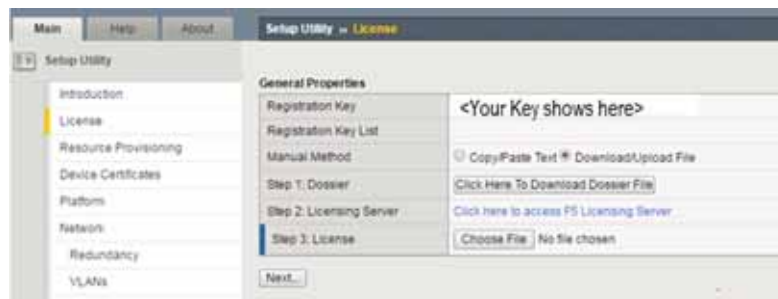 Main Help About
Setup Utility » License
Setup Utility
Introduction
License
Resource Provisioning
Device Certificates
Platform
Network
Redundancy
VLANs
General Properties
Registration Key <Your Key shows here>
Registration Key List
Manual Method Copy/Paste Text Download/Upload File
Step 1: Dossier Click Here To Download Dossier File
Step 2: Licensing Server Click here to access F5 Licensing Server
Step 3: License Choose File No file chosen
Next...